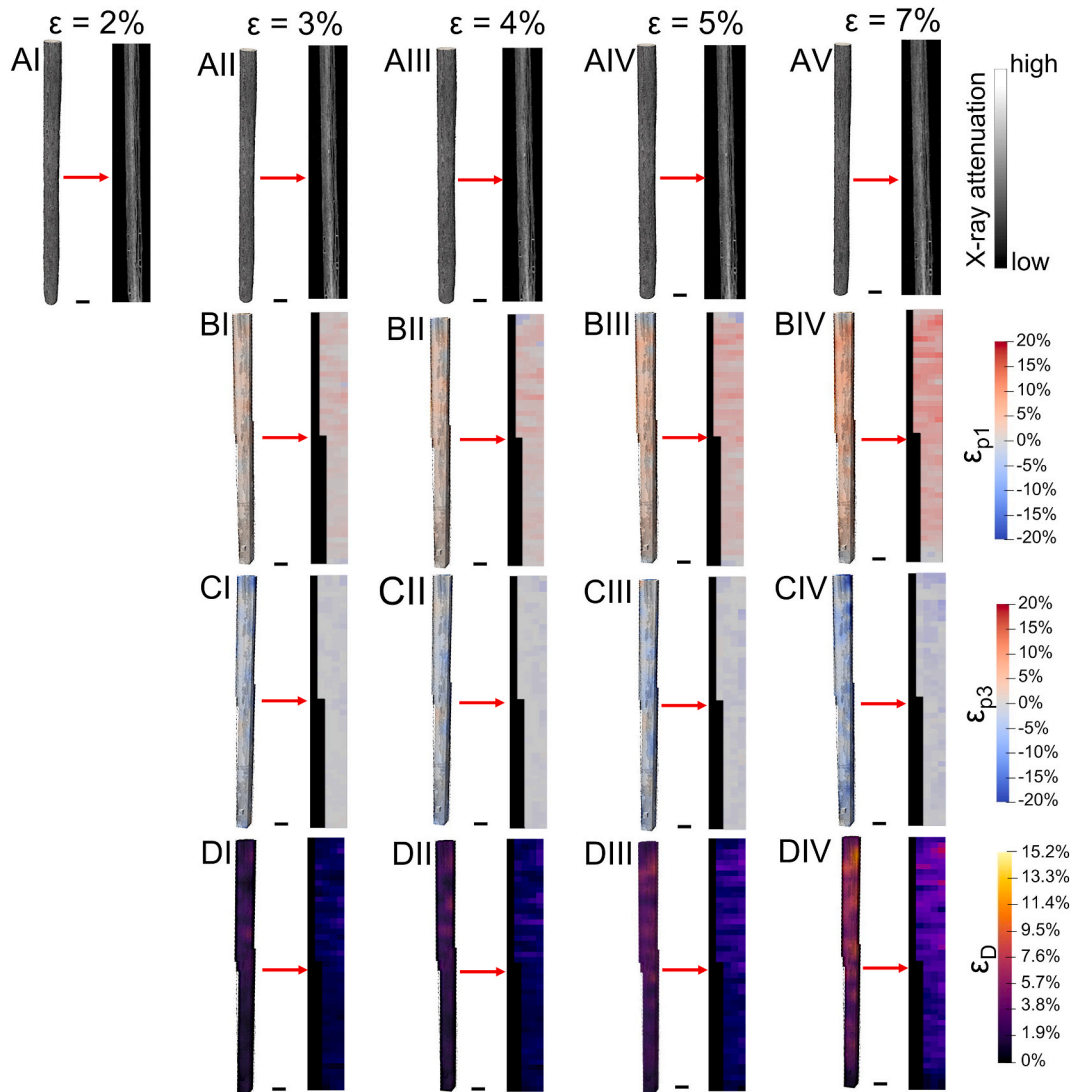 ε = 2%
ε = 3%
ε = 4%
ε = 5%
ε = 7%
AI
AII
AIII
AIV
AV
high
X-ray attenuation
low
BI
BII
BIII
BIV
20%
15%
10%
5%
0%
-5%
-10%
-15%
-20%
εp1
CI
CII
CIII
CIV
20%
15%
10%
5%
0%
-5%
-10%
-15%
-20%
εp3
DI
DII
DIII
DIV
15.2%
13.3%
11.4%
9.5%
7.6%
5.7%
3.8%
1.9%
0%
εD